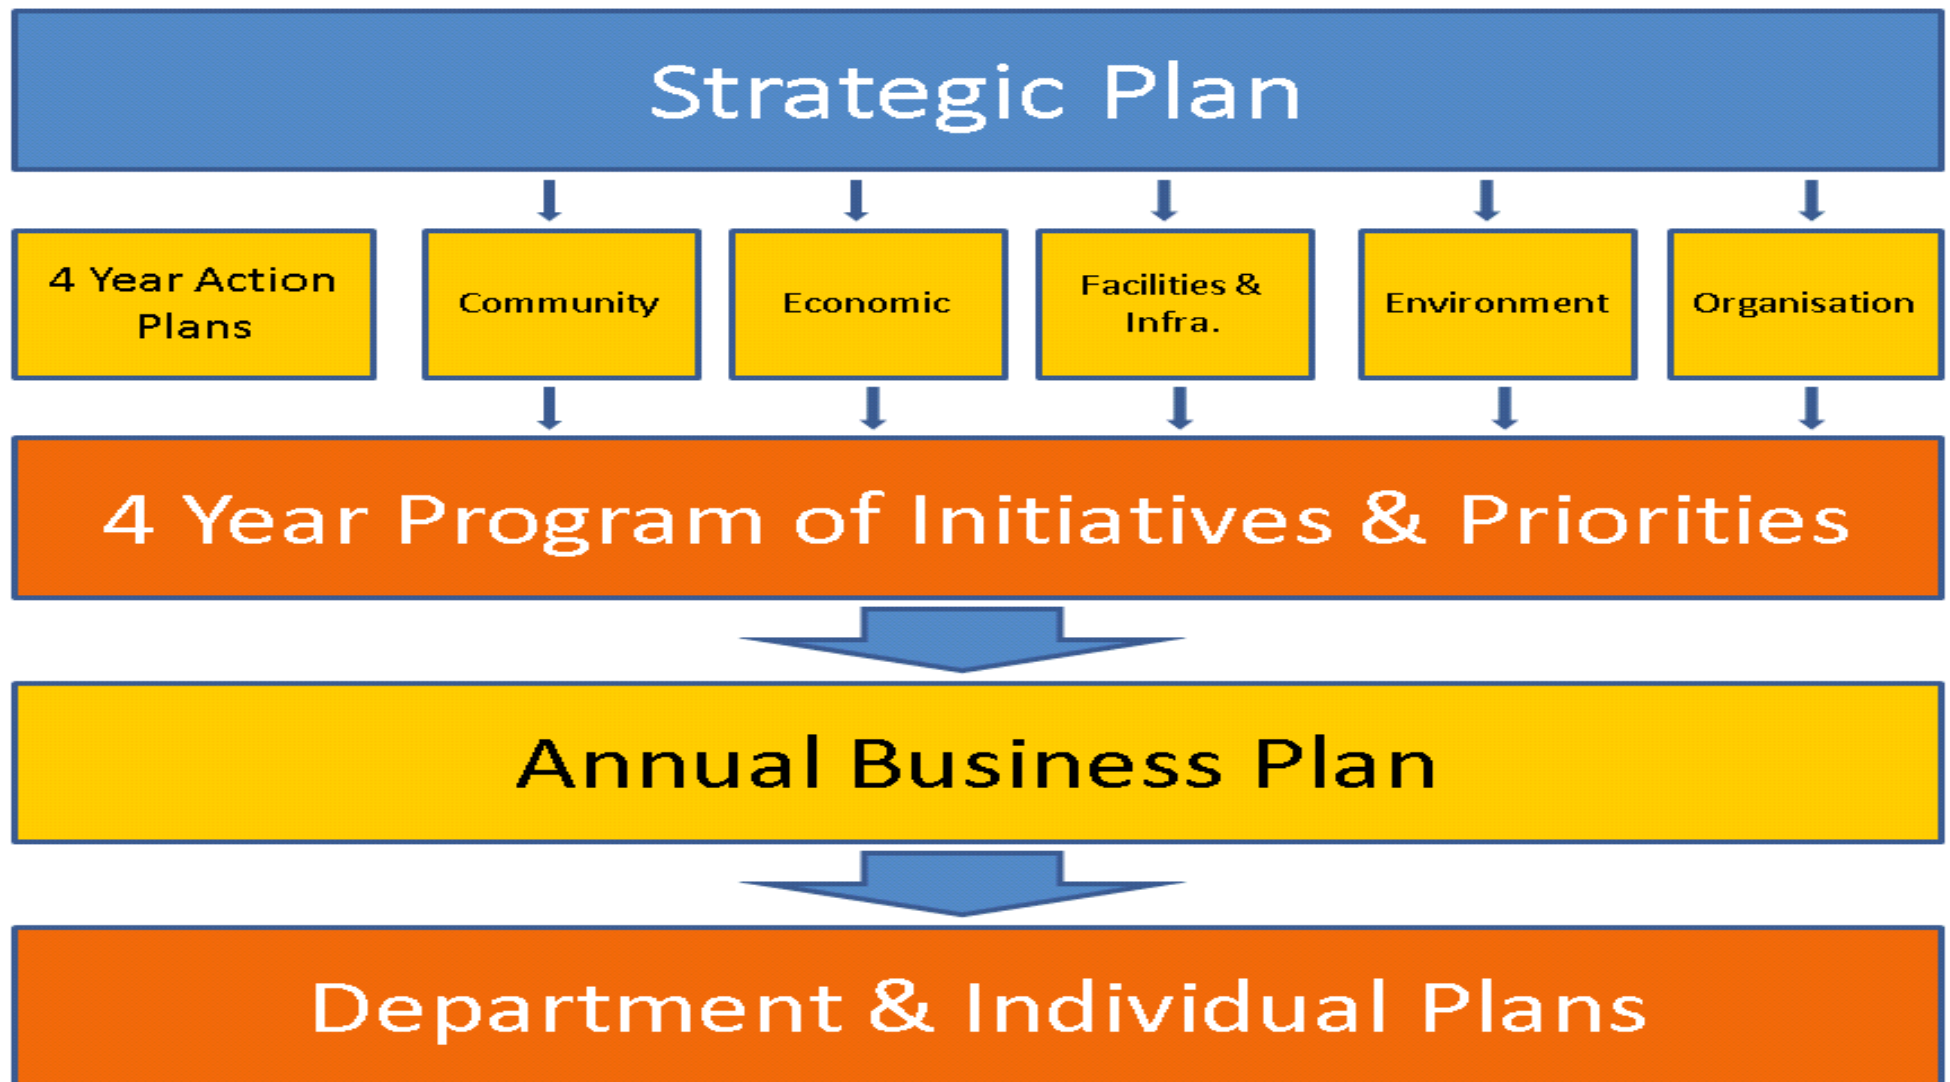 Strategic Plan
4 Year Action
Plans
Community
Economic
Facilities &
Infra.
Environment
Organisation
4 Year Program of Initiatives & Priorities
Annual Business Plan
Department & Individual Plans